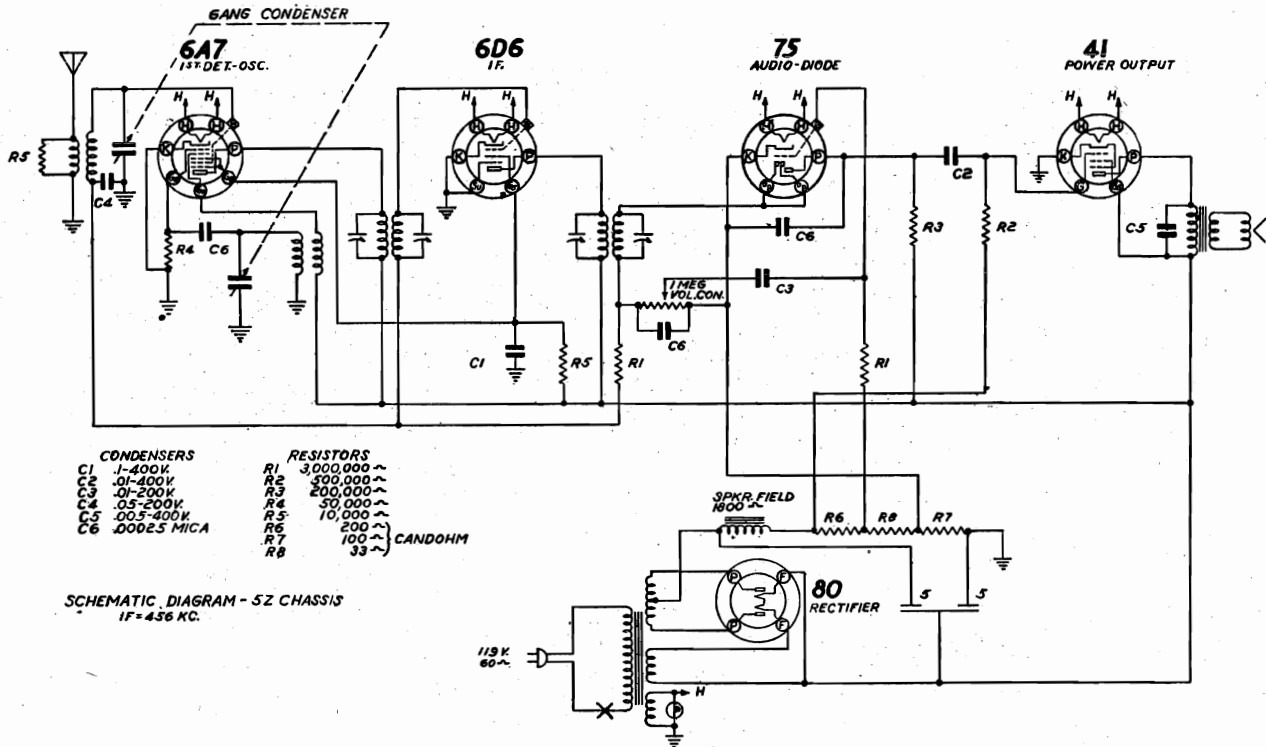 6ANG CONDENSER
6A7
1ST. DET.-OSC.
6D6
I.F.
75
AUDIO-DIODE
41
POWER OUTPUT
H H
H H
H H
H H
K P
K P
K P
K P
R5
C4
R4
C6
C6
C3
1 MEG
VOL.CON.
C6
C2
R3
R2
C5
C1
R5
R1
R1
CONDENSERS
C1 .1-400V.
C2 .01-400V.
C3 .01-200V.
C4 .05-200V.
C5 .005-400V.
C6 .00025 MICA
RESISTORS
R1 3,000,000 ~
R2 500,000 ~
R3 200,000 ~
R4 50,000 ~
R5 10,000 ~
R6 200 ~
R7 100 ~
R8 33 ~
CANDOHM
SPKR. FIELD
1800 ~
R6 R8 R7
P F
P F
80
RECTIFIER
5 5
SCHEMATIC DIAGRAM - 5Z CHASSIS
IF=456 KC.
119 V.
60 ~
H
P